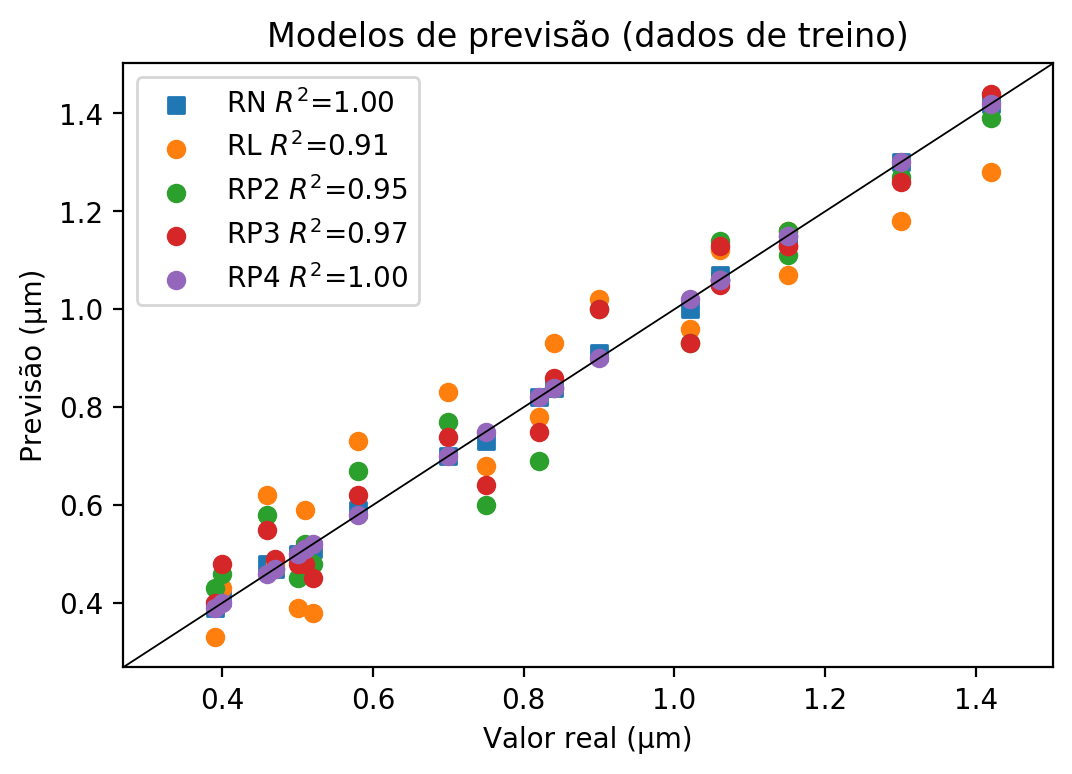 Modelos de previsão (dados de treino)
RN R²=1.00
RL R²=0.91
RP2 R²=0.95
RP3 R²=0.97
RP4 R²=1.00
Previsão (μm)
1.4
1.2
1.0
0.8
0.6
0.4
0.4 0.6 0.8 1.0 1.2 1.4
Valor real (μm)